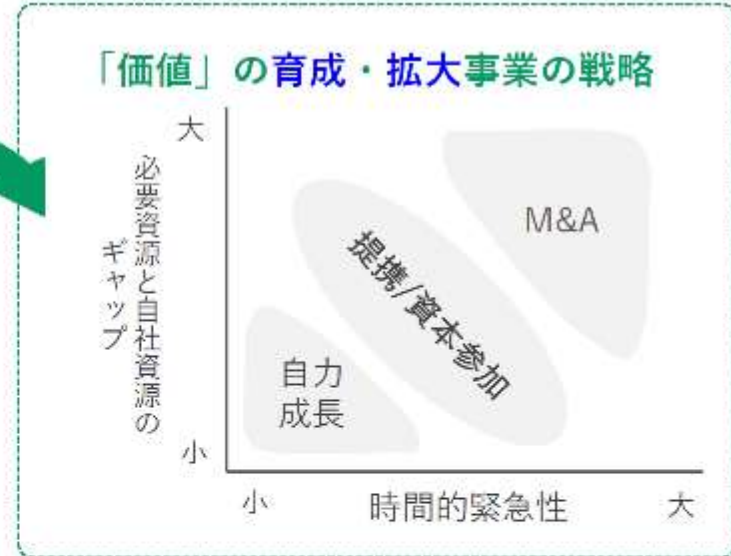 「価値」の育成・拡大事業の戦略
大
必要資源と自社資源の
ギャップ
M&A
提携/資本参加
自力
成長
小
小
時間的緊急性
大